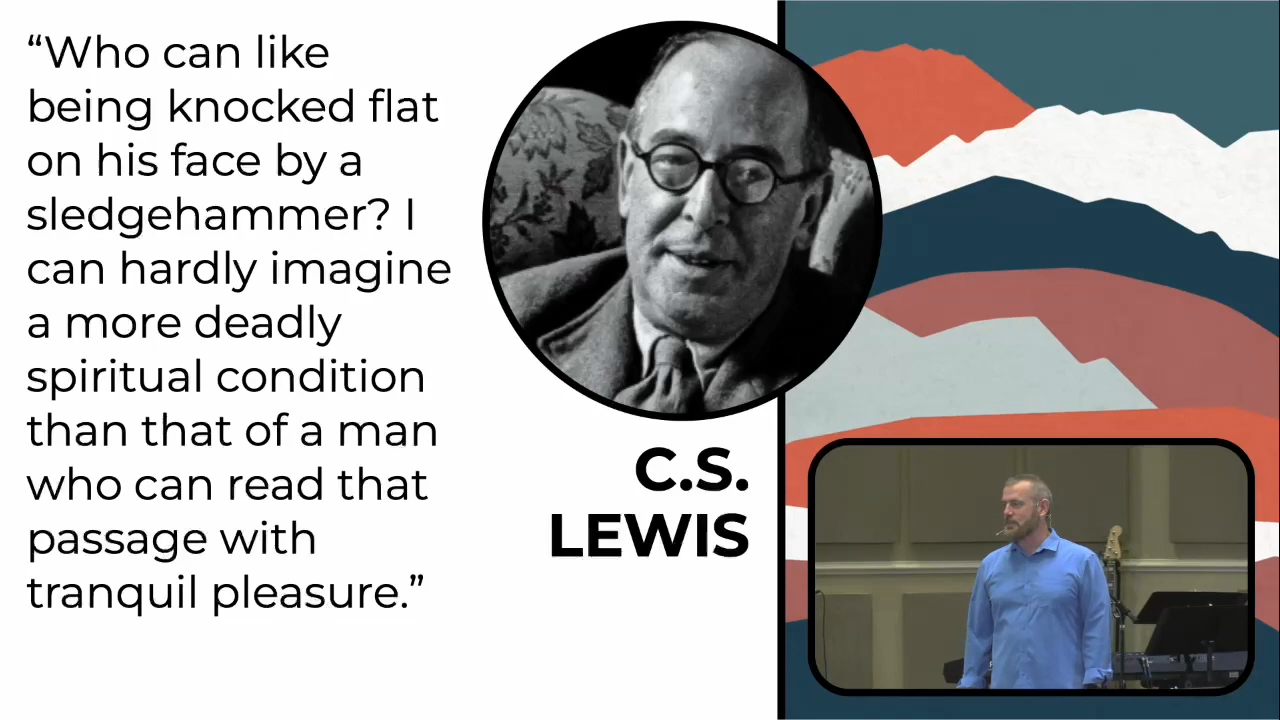 “Who can like
being knocked flat
on his face by a
sledgehammer? I
can hardly imagine
a more deadly
spiritual condition
than that of a man
who can read that
passage with
tranquil pleasure.”
C.S.
LEWIS